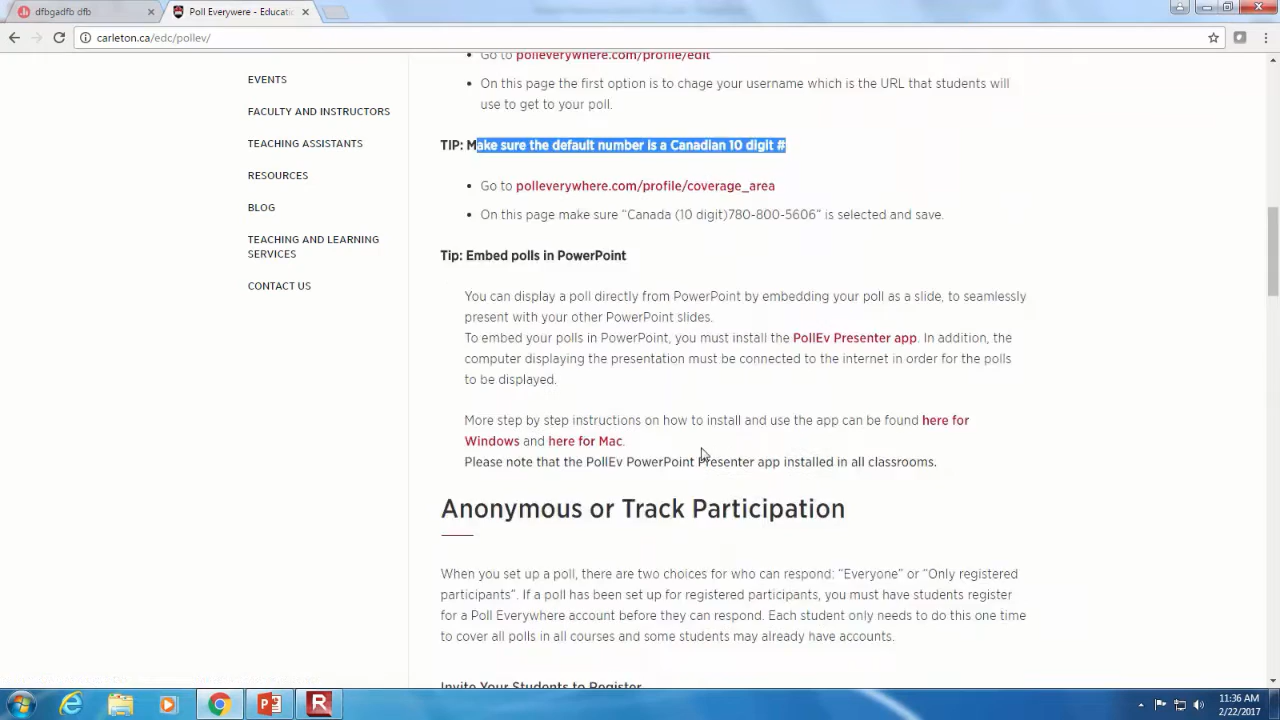 dfbgadfb dfb
Poll Everywere - Educatio
carleton.ca/edc/pollev/
EVENTS
FACULTY AND INSTRUCTORS
TEACHING ASSISTANTS
RESOURCES
BLOG
TEACHING AND LEARNING
SERVICES
CONTACT US
Go to polleverywhere.com/profile/edit
On this page the first option is to chage your username which is the URL that students will
use to get to your poll.
TIP: Make sure the default number is a Canadian 10 digit #
Go to polleverywhere.com/profile/coverage_area
On this page make sure "Canada (10 digit)780-800-5606" is selected and save.
Tip: Embed polls in PowerPoint
You can display a poll directly from PowerPoint by embedding your poll as a slide, to seamlessly
present with your other PowerPoint slides.
To embed your polls in PowerPoint, you must install the PollEv Presenter app. In addition, the
computer displaying the presentation must be connected to the internet in order for the polls
to be displayed.
More step by step instructions on how to install and use the app can be found here for
Windows and here for Mac.
Please note that the PollEv PowerPoint Presenter app installed in all classrooms.
Anonymous or Track Participation
When you set up a poll, there are two choices for who can respond: "Everyone" or "Only registered
participants". If a poll has been set up for registered participants, you must have students register
for a Poll Everywhere account before they can respond. Each student only needs to do this one time
to cover all polls in all courses and some students may already have accounts.
Invite Your Students to Register
11:36 AM
2/22/2017